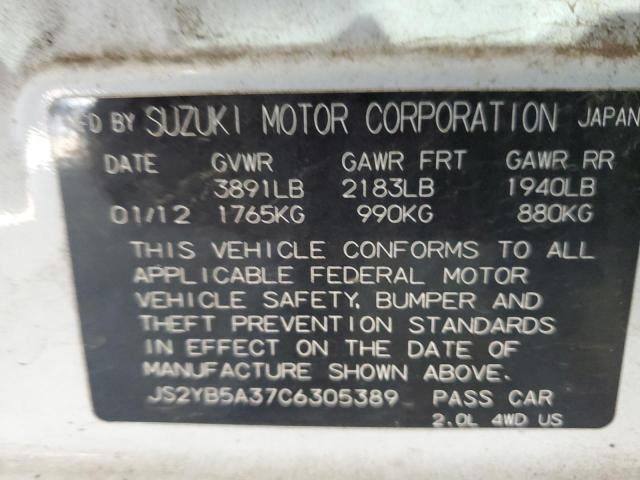 FD BY SUZUKI MOTOR CORPORATION JAPAN
DATE GVWR GAWR FRT GAWR RR
3891LB 2183LB 1940LB
01/12 1765KG 990KG 880KG
THIS VEHICLE CONFORMS TO ALL
APPLICABLE FEDERAL MOTOR
VEHICLE SAFETY, BUMPER AND
THEFT PREVENTION STANDARDS
IN EFFECT ON THE DATE OF
MANUFACTURE SHOWN ABOVE.
JS2YB5A37C6305389 PASS CAR
2.0L 4WD US